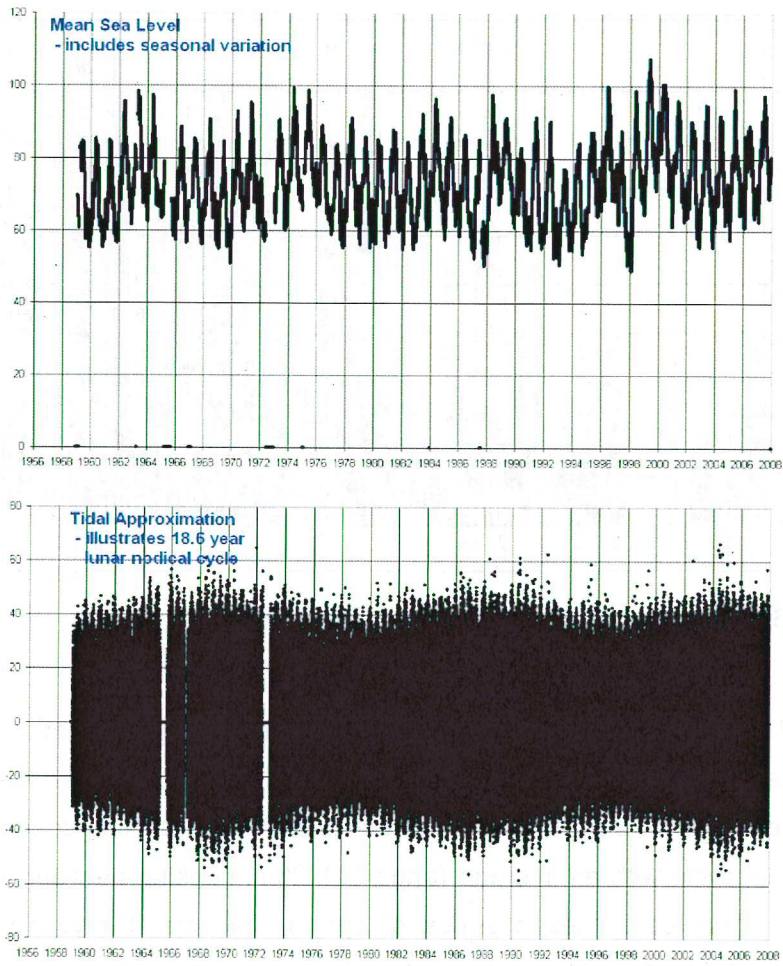 120
Mean Sea Level
- includes seasonal variation
100
80
60
40
20
0
1956 1958 1960 1962 1964 1966 1968 1970 1972 1974 1976 1978 1980 1982 1984 1986 1988 1990 1992 1994 1996 1998 2000 2002 2004 2006 2008
80
Tidal Approximation
- illustrates 18.6 year
lunar nodical cycle
60
40
20
0
-20
-40
-60
-80
1956 1958 1960 1962 1964 1966 1968 1970 1972 1974 1976 1978 1980 1982 1984 1986 1988 1990 1992 1994 1996 1998 2000 2002 2004 2006 2008